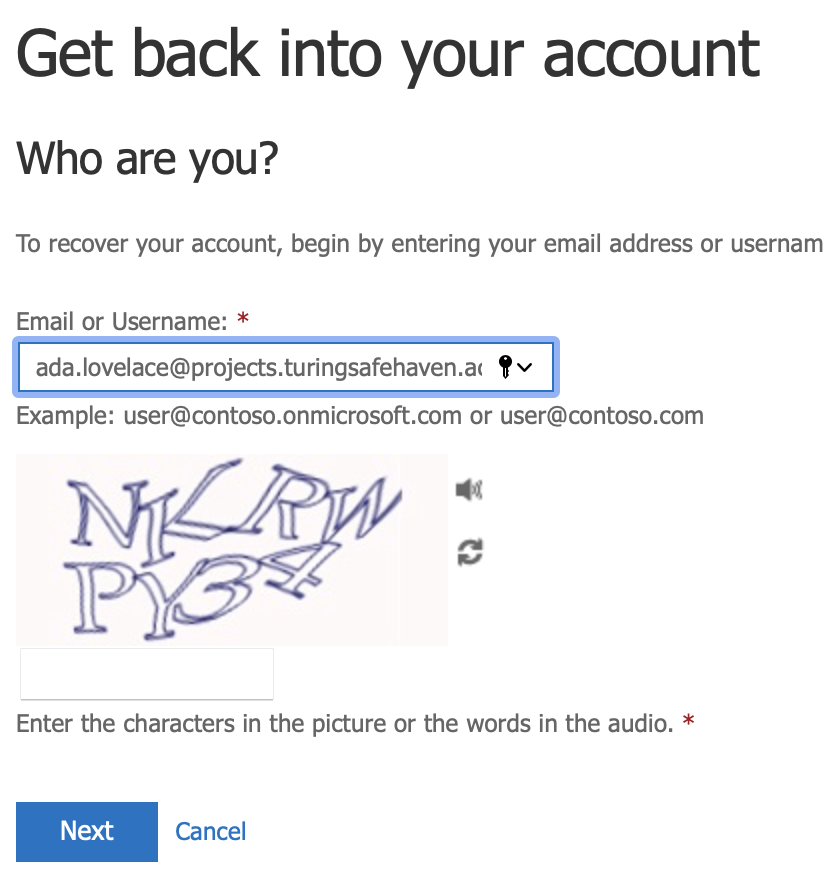 Get back into your account
Who are you?
To recover your account, begin by entering your email address or usernam
Email or Username: *
ada.lovelace@projects.turingsafehaven.ac
Example: user@contoso.onmicrosoft.com or user@contoso.com
Enter the characters in the picture or the words in the audio. *
Next Cancel